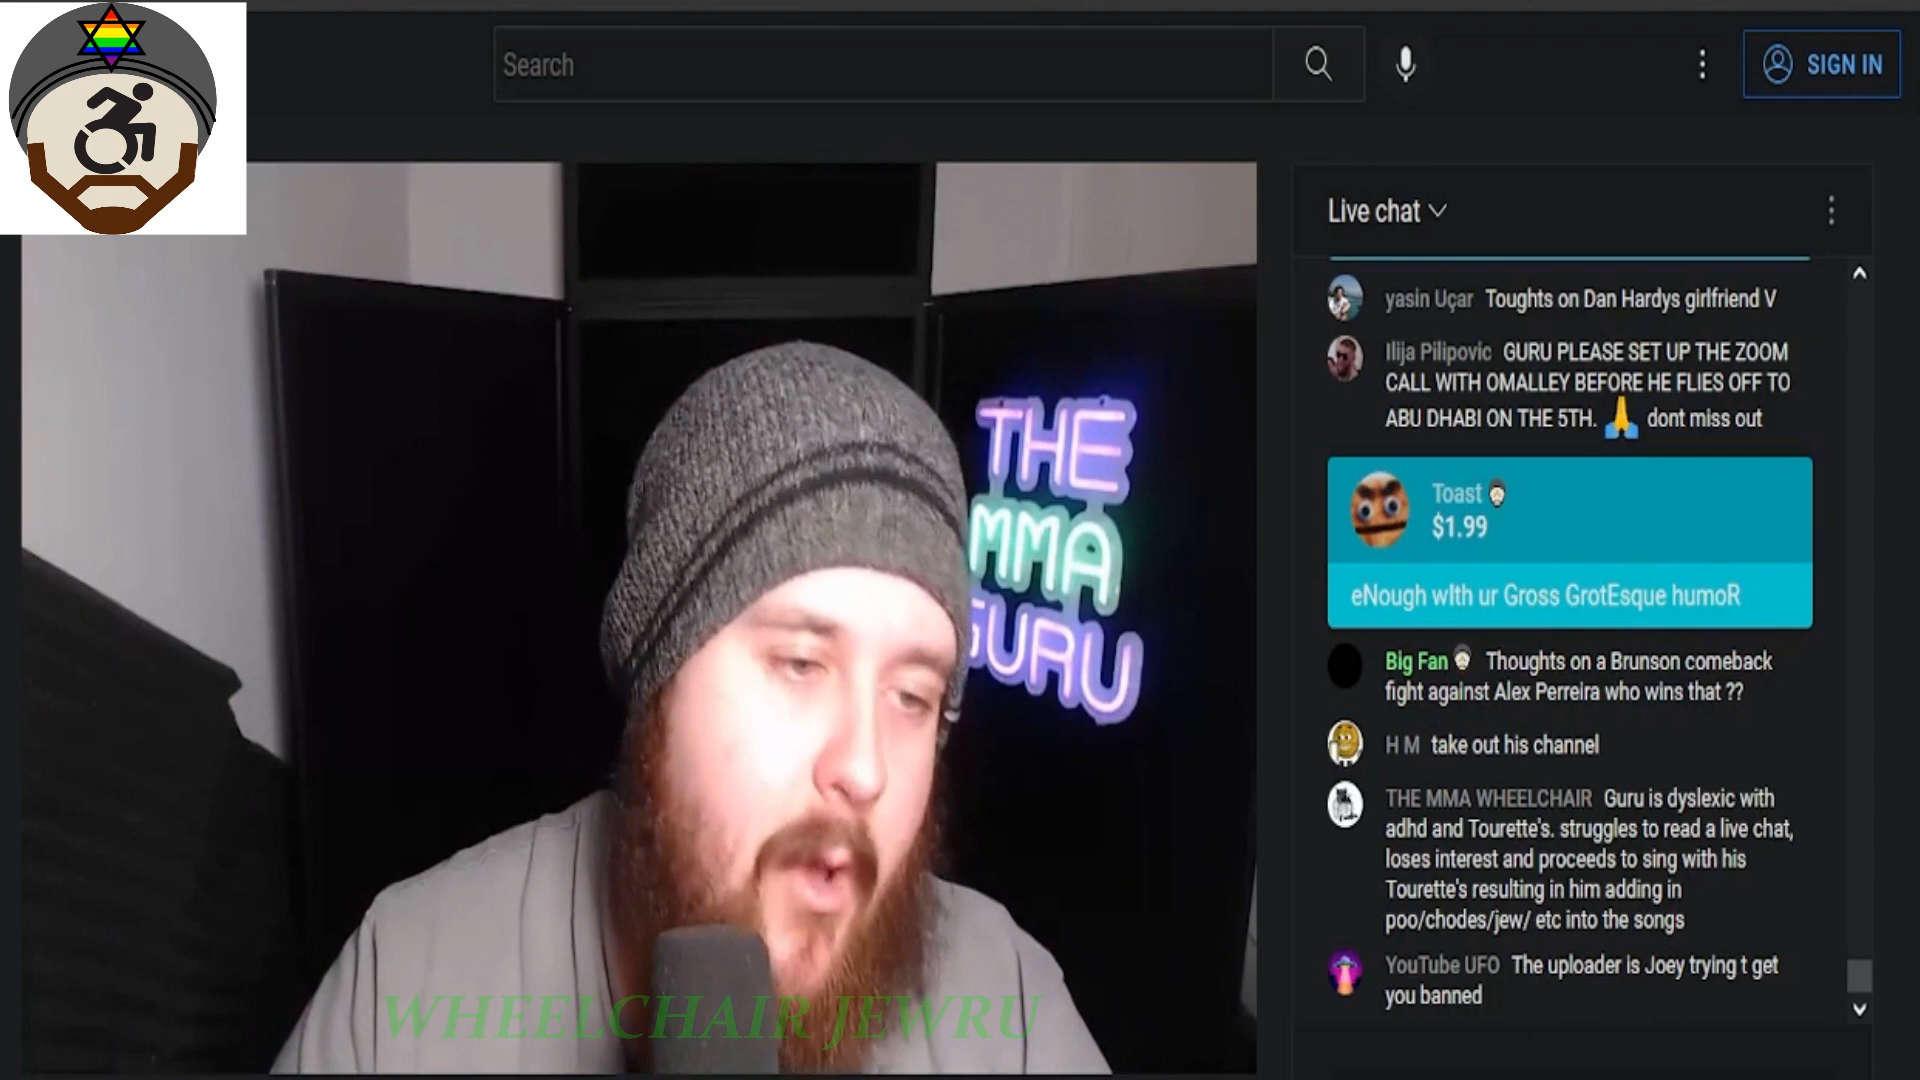 Search
SIGN IN
THE
MMA
GURU
WHEELCHAIR JEWRU
Live chat
yasin Uçar Toughts on Dan Hardys girlfriend V
Ilija Pilipovic GURU PLEASE SET UP THE ZOOM
CALL WITH OMALLEY BEFORE HE FLIES OFF TO
ABU DHABI ON THE 5TH. 🙏 dont miss out
Toast
$1.99
eNough wIth ur Gross GrotEsque humoR
Big Fan Thoughts on a Brunson comeback
fight against Alex Perreira who wins that ??
H M take out his channel
THE MMA WHEELCHAIR Guru is dyslexic with
adhd and Tourette's. struggles to read a live chat,
loses interest and proceeds to sing with his
Tourette's resulting in him adding in
poo/chodes/jew/ etc into the songs
YouTube UFO The uploader is Joey trying t get
you banned